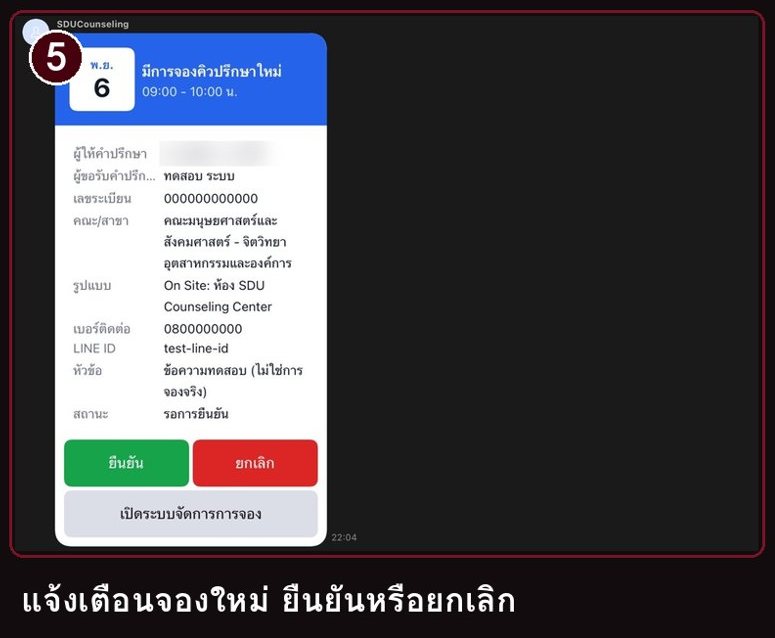 SDUCounseling
5
พ.ย.
6
มีการจองคิวปรึกษาใหม่
09:00 - 10:00 น.
ผู้ให้คำปรึกษา
ผู้ขอรับคำปรึก... ทดสอบ ระบบ
เลขระเบียน 000000000000
คณะ/สาขา คณะมนุษยศาสตร์และ
สังคมศาสตร์ - จิตวิทยา
อุตสาหกรรมและองค์การ
รูปแบบ On Site: ห้อง SDU
Counseling Center
เบอร์ติดต่อ 0800000000
LINE ID test-line-id
หัวข้อ ข้อความทดสอบ (ไม่ใช่การ
จองจริง)
สถานะ รอการยืนยัน
ยืนยัน ยกเลิก
เปิดระบบจัดการการจอง
22:04
แจ้งเตือนจองใหม่ ยืนยันหรือยกเลิก